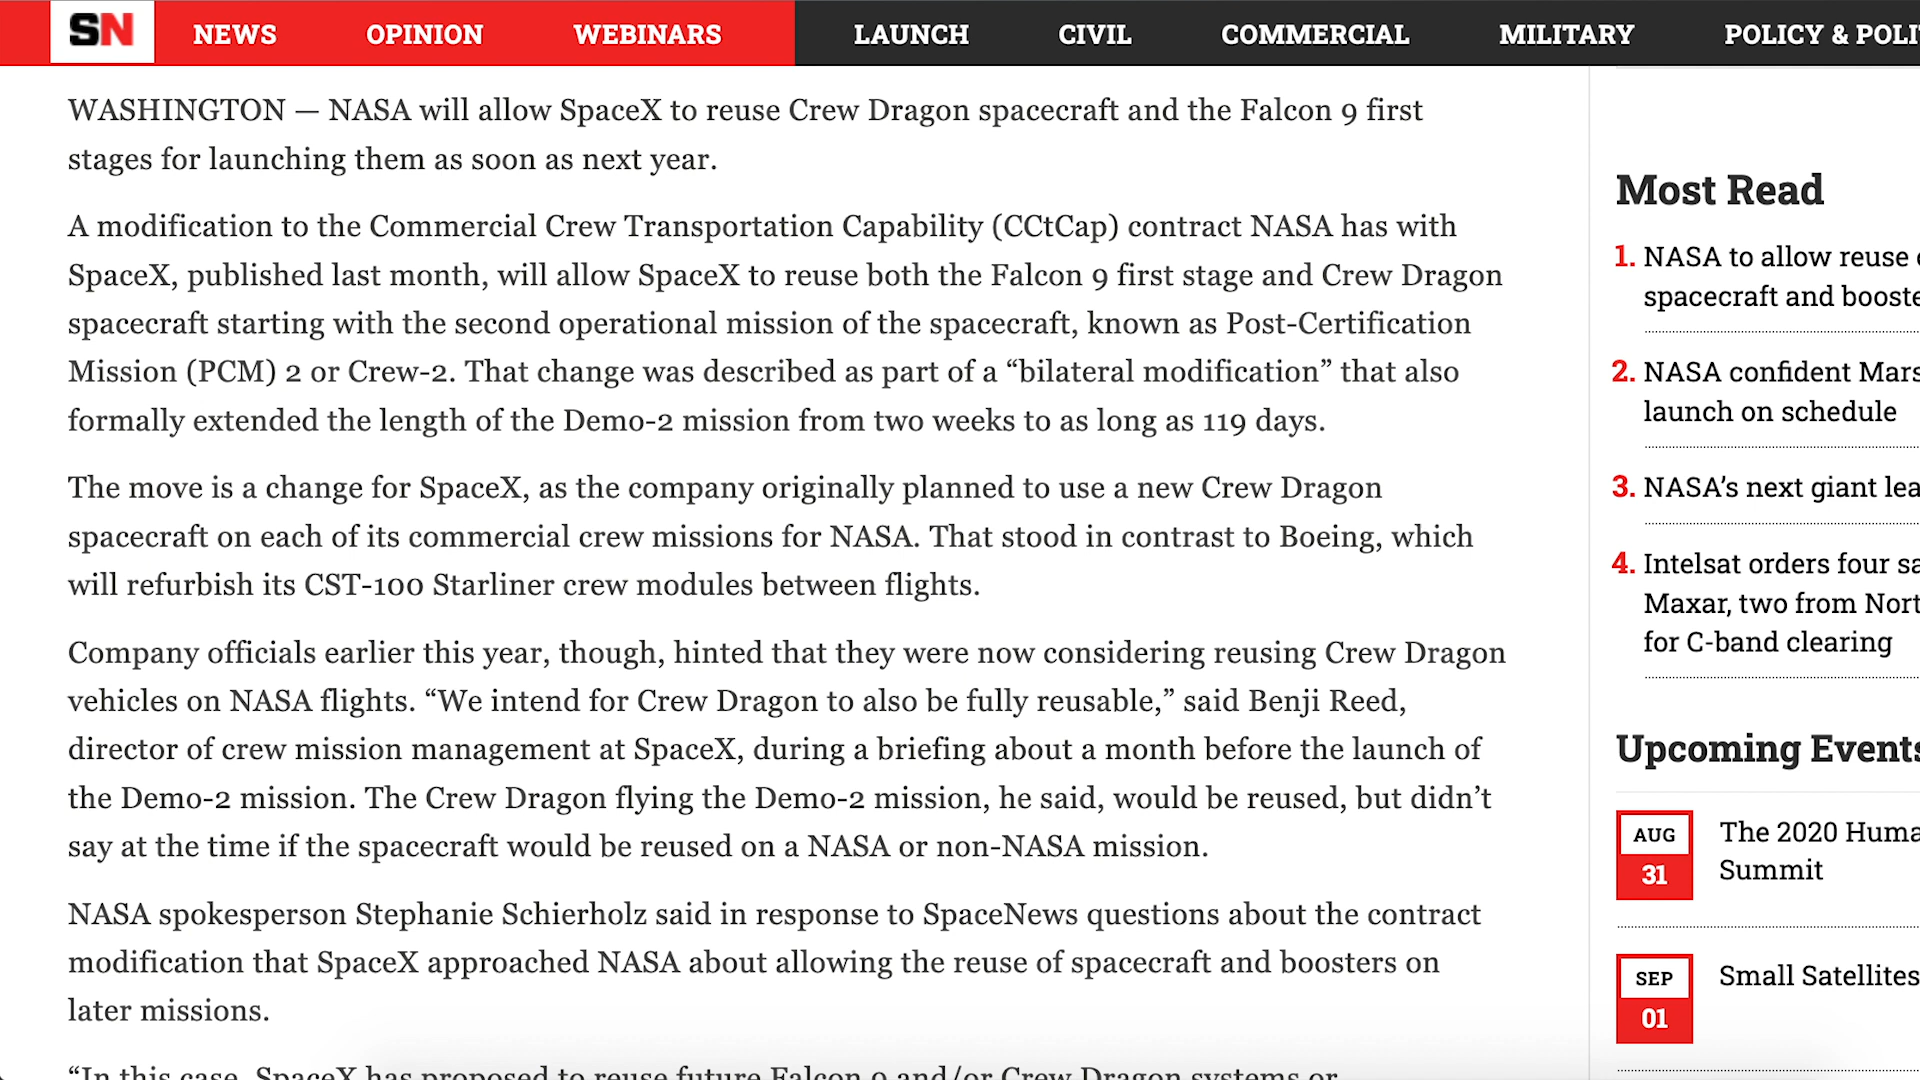 SN NEWS OPINION WEBINARS LAUNCH CIVIL COMMERCIAL MILITARY POLICY &
WASHINGTON — NASA will allow SpaceX to reuse Crew Dragon spacecraft and the Falcon 9 first
stages for launching them as soon as next year.
A modification to the Commercial Crew Transportation Capability (CCtCap) contract NASA has with
SpaceX, published last month, will allow SpaceX to reuse both the Falcon 9 first stage and Crew Dragon
spacecraft starting with the second operational mission of the spacecraft, known as Post-Certification
Mission (PCM) 2 or Crew-2. That change was described as part of a “bilateral modification” that also
formally extended the length of the Demo-2 mission from two weeks to as long as 119 days.
The move is a change for SpaceX, as the company originally planned to use a new Crew Dragon
spacecraft on each of its commercial crew missions for NASA. That stood in contrast to Boeing, which
will refurbish its CST-100 Starliner crew modules between flights.
Company officials earlier this year, though, hinted that they were now considering reusing Crew Dragon
vehicles on NASA flights. “We intend for Crew Dragon to also be fully reusable,” said Benji Reed,
director of crew mission management at SpaceX, during a briefing about a month before the launch of
the Demo-2 mission. The Crew Dragon flying the Demo-2 mission, he said, would be reused, but didn’t
say at the time if the spacecraft would be reused on a NASA or non-NASA mission.
NASA spokesperson Stephanie Schierholz said in response to SpaceNews questions about the contract
modification that SpaceX approached NASA about allowing the reuse of spacecraft and boosters on
later missions.
“In this case, SpaceX has proposed to reuse future Falcon 9 and/or Crew Dragon systems or
Most Read
1. NASA to allow reuse
spacecraft and
2. NASA confident
launch on schedule
3. NASA’s next giant
4. Intelsat orders four
Maxar, two from
for C-band clearing
Upcoming Events
AUG
31
The 2020
Summit
SEP
01
Small Satellites